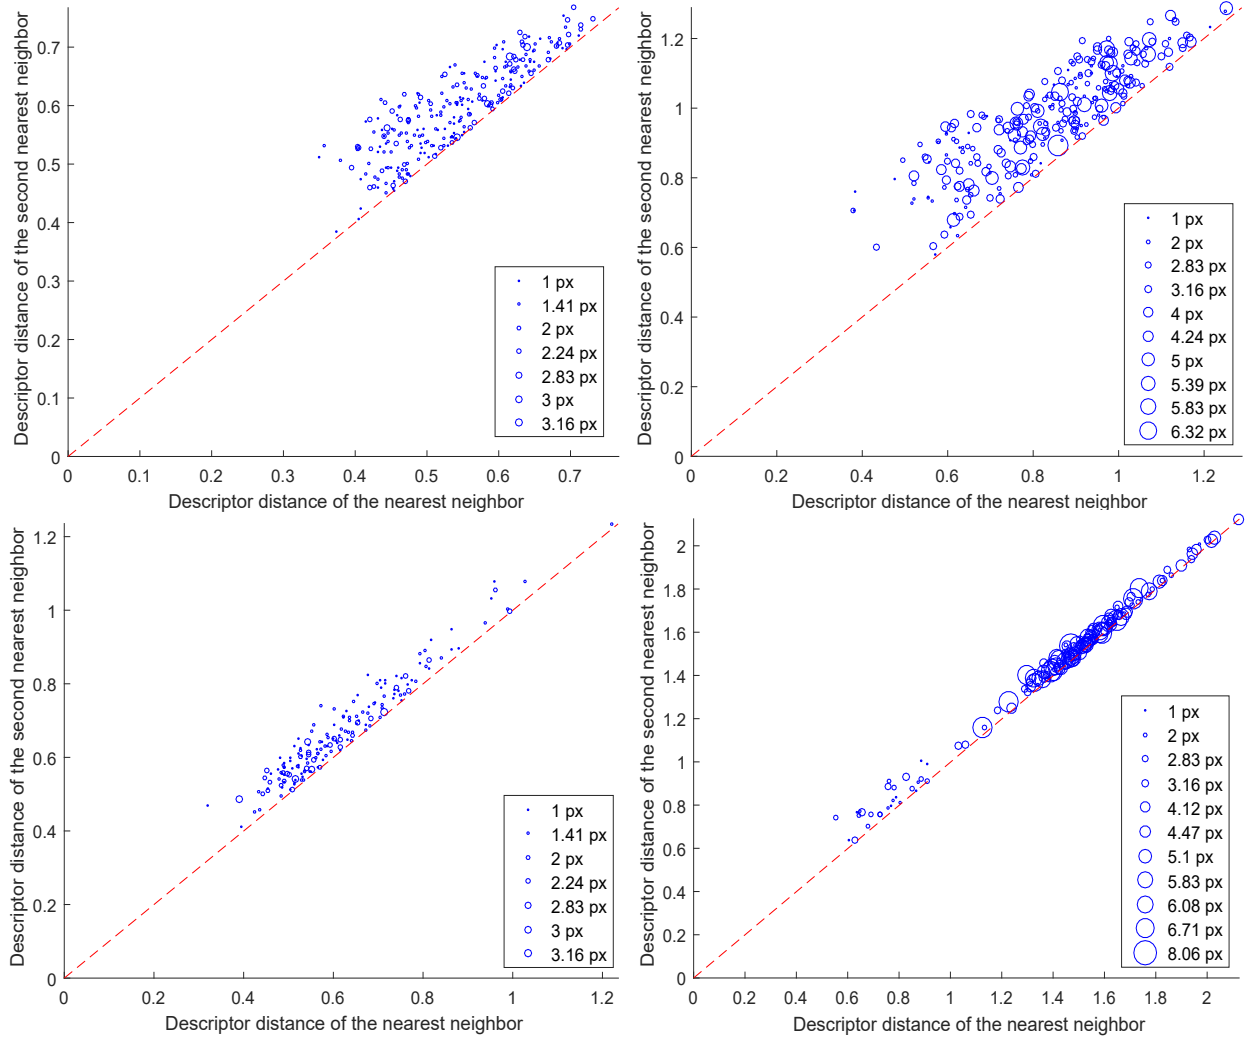 Descriptor distance of the second nearest neighbor
0.7
0.6
0.5
0.4
0.3
0.2
0.1
0
0 0.1 0.2 0.3 0.4 0.5 0.6 0.7
Descriptor distance of the nearest neighbor
1 px
1.41 px
2 px
2.24 px
2.83 px
3 px
3.16 px
Descriptor distance of the second nearest neighbor
1.2
1
0.8
0.6
0.4
0.2
0
0 0.2 0.4 0.6 0.8 1 1.2
Descriptor distance of the nearest neighbor
1 px
2 px
2.83 px
3.16 px
4 px
4.24 px
5 px
5.39 px
5.83 px
6.32 px
Descriptor distance of the second nearest neighbor
1.2
1
0.8
0.6
0.4
0.2
0
0 0.2 0.4 0.6 0.8 1 1.2
Descriptor distance of the nearest neighbor
1 px
1.41 px
2 px
2.24 px
2.83 px
3 px
3.16 px
Descriptor distance of the second nearest neighbor
2
1.8
1.6
1.4
1.2
1
0.8
0.6
0.4
0.2
0
0 0.2 0.4 0.6 0.8 1 1.2 1.4 1.6 1.8 2
Descriptor distance of the nearest neighbor
1 px
2 px
2.83 px
3.16 px
4.12 px
4.47 px
5.1 px
5.83 px
6.08 px
6.71 px
8.06 px